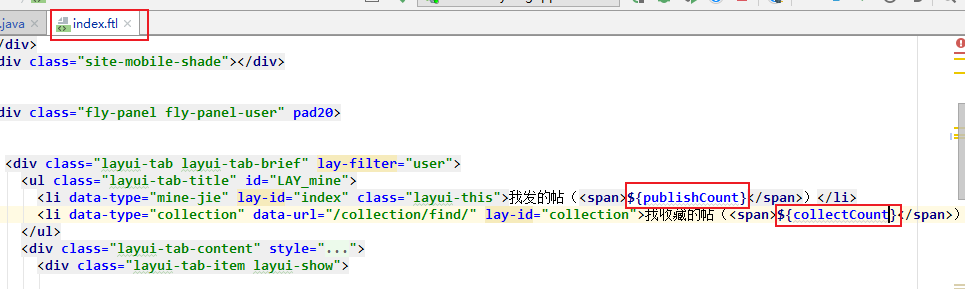 .java × index.ftl ×
/div>
div class="site-mobile-shade"></div>
div class="fly-panel fly-panel-user" pad20>
<div class="layui-tab layui-tab-brief" lay-filter="user">
<ul class="layui-tab-title" id="LAY_mine">
<li data-type="mine-jie" lay-id="index" class="layui-this">我发的帖（<span>${publishCount}</span>）</li>
<li data-type="collection" data-url="/collection/find/" lay-id="collection">我收藏的帖（<span>${collectCount}</span>）
</ul>
<div class="layui-tab-content" style="...">
<div class="layui-tab-item layui-show">